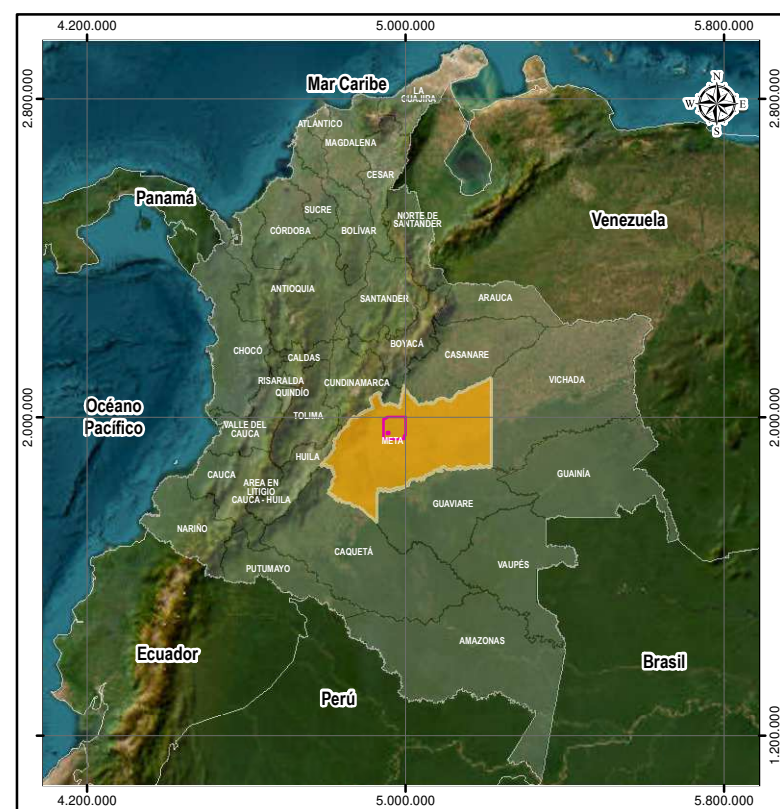 4.200.000
5.000.000
5.800.000
2.800.000
2.800.000
Mar Caribe
N
W
E
S
LA
GUAJIRA
ATLÁNTICO
MAGDALENA
CESAR
Panamá
SUCRE
NORTE DE
SANTANDER
Venezuela
CÓRDOBA
BOLÍVAR
ANTIOQUIA
SANTANDER
ARAUCA
BOYACÁ
CHOCÓ
CALDAS
CASANARE
RISARALDA
CUNDINAMARCA
VICHADA
QUINDÍO
Océano
Pacífico
TOLIMA
2.000.000
2.000.000
VALLE DEL
CAUCA
META
HUILA
CAUCA
AREA EN
LITIGIO
CAUCA - HUILA
GUAINÍA
GUAVIARE
NARIÑO
CAQUETÁ
PUTUMAYO
VAUPÉS
AMAZONAS
Ecuador
Brasil
Perú
1.200.000
1.200.000
4.200.000
5.000.000
5.800.000